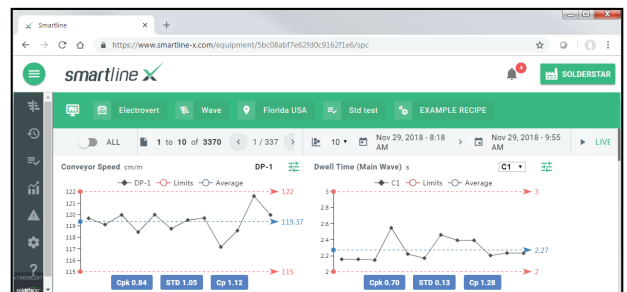 Smartline
https://www.smartline-x.com/equipment/5bc08abf7e62fd0c9162f1e6/spc
smartline X
4
SOLDERSTAR
Electrovert Wave Florida USA Std test EXAMPLE RECIPE
ALL 1 to 10 of 3370 1 / 337 10 Nov 29, 2018 - 8:18 AM Nov 29, 2018 - 9:55 AM LIVE
Conveyor Speed cm/m DP-1
DP-1 Limits Average
122
121
120
119
118
117
116
115
122
119.37
115
Cpk 0.84 STD 1.05 Cp 1.12
Dwell Time (Main Wave) s C1
C1 Limits Average
3
2.8
2.6
2.4
2.2
2
3
2.27
2
Cpk 0.70 STD 0.13 Cp 1.28